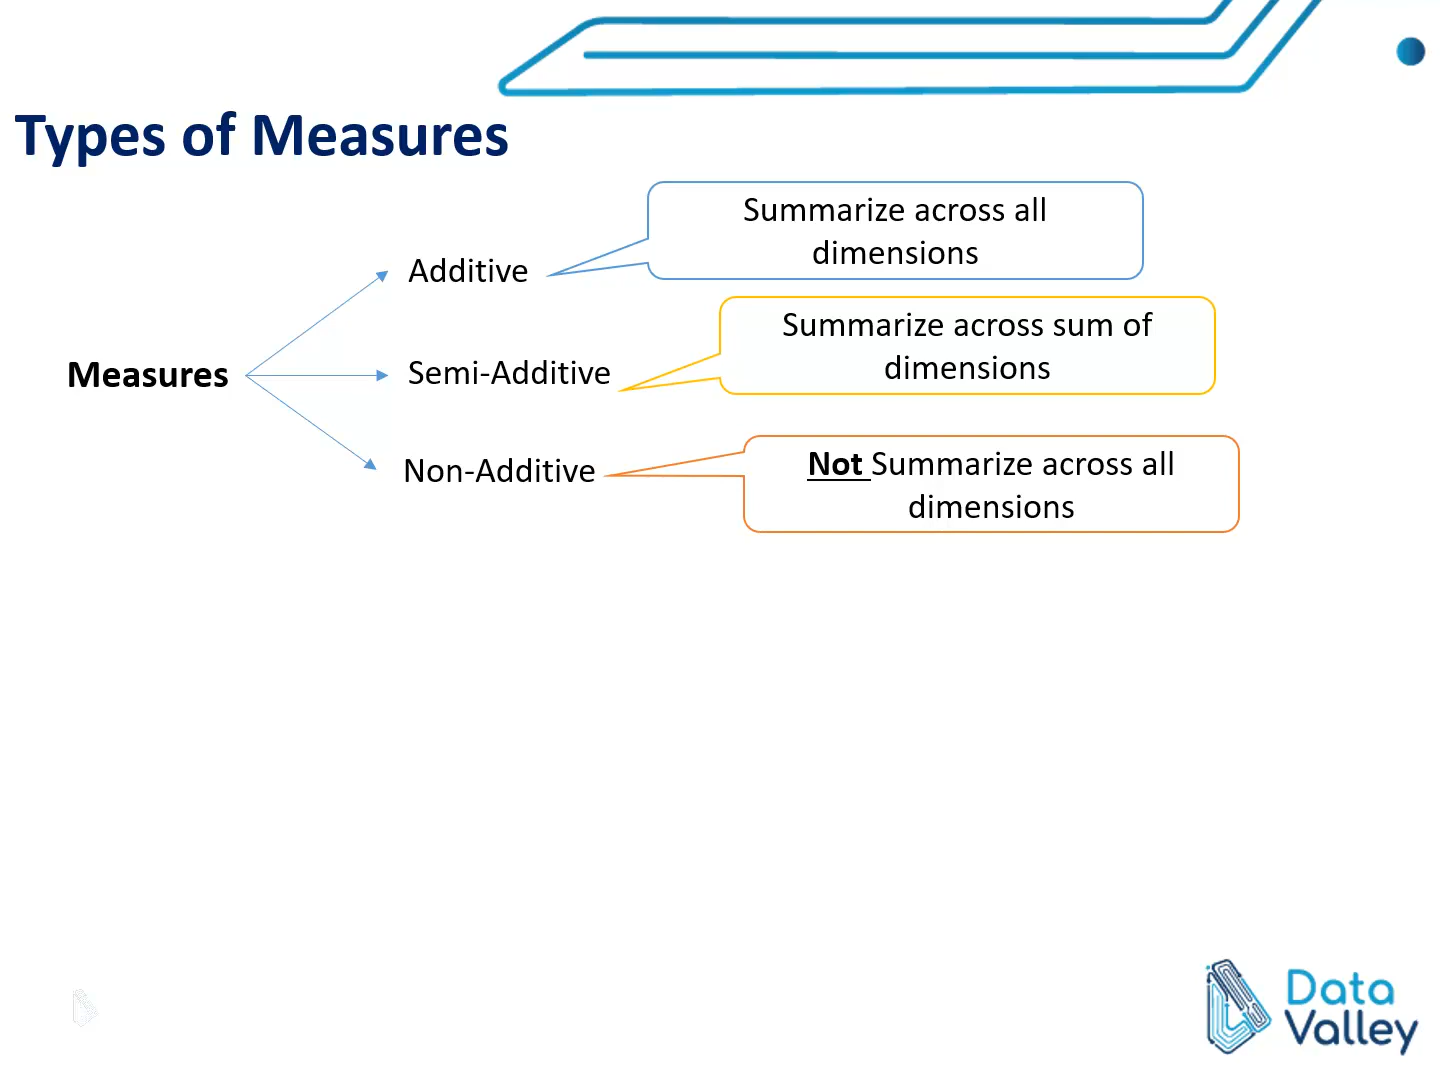 Types of Measures
Summarize across all
dimensions
Additive
Summarize across sum of
dimensions
Measures
Semi-Additive
Not Summarize across all
dimensions
Non-Additive
Data
Valley